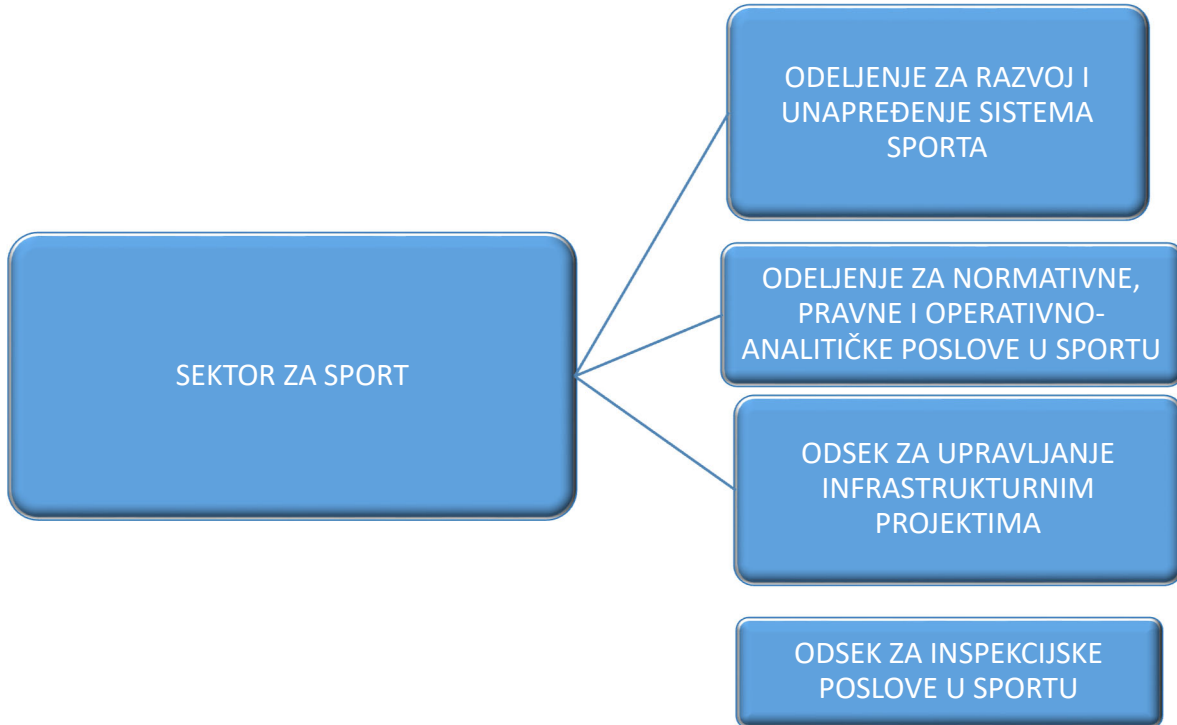 SEKTOR ZA SPORT
ODELJENJE ZA RAZVOJ I
UNAPREĐENJE SISTEMA
SPORTA
ODELJENJE ZA NORMATIVNE,
PRAVNE I OPERATIVNO-
ANALITIČKE POSLOVE U SPORTU
ODSEK ZA UPRAVLJANJE
INFRASTRUKTURNIM
PROJEKTIMA
ODSEK ZA INSPEKCIJSKE
POSLOVE U SPORTU